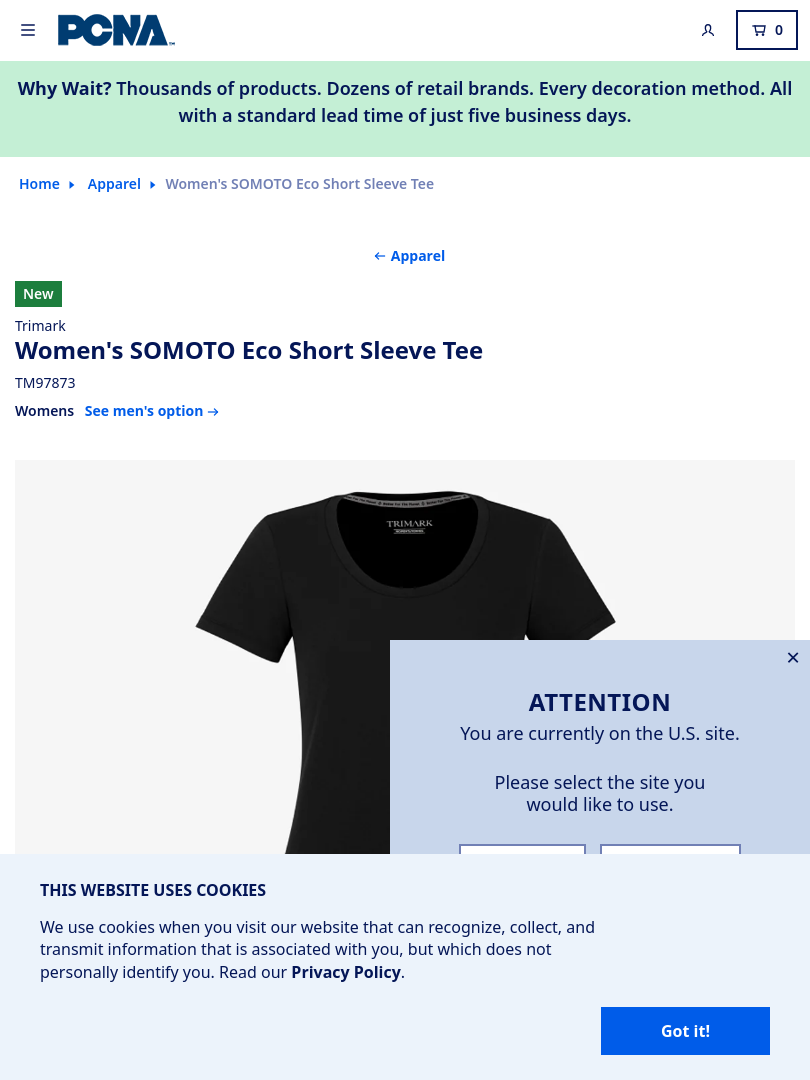 PCNA
0
Why Wait? Thousands of products. Dozens of retail brands. Every decoration method. All
with a standard lead time of just five business days.
Home Apparel Women's SOMOTO Eco Short Sleeve Tee
Apparel
New
Trimark
Women's SOMOTO Eco Short Sleeve Tee
TM97873
Womens See men's option
TRIMARK
ATTENTION
You are currently on the U.S. site.
Please select the site you
would like to use.
THIS WEBSITE USES COOKIES
We use cookies when you visit our website that can recognize, collect, and
transmit information that is associated with you, but which does not
personally identify you. Read our Privacy Policy.
Got it!